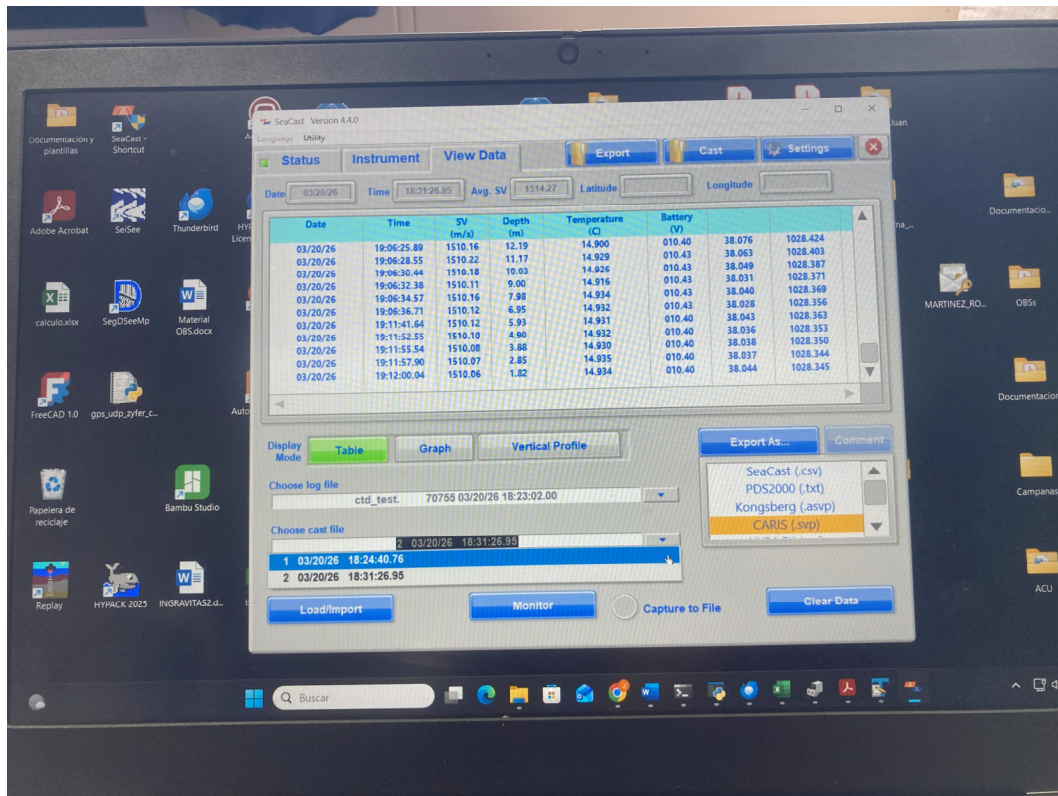 SeaCast Version 4.4.0
Language Utility
Status Instrument View Data Export Cast Settings
Date 03/20/26 Time 18:31:26.95 Avg. SV 1514.27 Latitude Longitude
Date Time SV (m/s) Depth (m) Temperature (C) Battery (V)
03/20/26 19:06:25.89 1510.16 12.19 14.900 010.40 38.076 1028.424
03/20/26 19:06:28.55 1510.22 11.17 14.929 010.43 38.063 1028.403
03/20/26 19:06:30.44 1510.18 10.03 14.926 010.43 38.049 1028.387
03/20/26 19:06:32.38 1510.11 9.00 14.916 010.43 38.031 1028.371
03/20/26 19:06:34.57 1510.16 7.98 14.934 010.43 38.040 1028.369
03/20/26 19:06:36.71 1510.12 6.95 14.932 010.43 38.028 1028.356
03/20/26 19:11:41.64 1510.12 5.93 14.931 010.40 38.043 1028.363
03/20/26 19:11:52.55 1510.10 4.90 14.932 010.40 38.036 1028.353
03/20/26 19:11:55.54 1510.08 3.88 14.930 010.40 38.038 1028.350
03/20/26 19:11:57.90 1510.07 2.85 14.935 010.40 38.037 1028.344
03/20/26 19:12:00.04 1510.06 1.82 14.934 010.40 38.044 1028.345
Display Mode Table Graph Vertical Profile
Export As... Comment
SeaCast (.csv)
PDS2000 (.txt)
Kongsberg (.asvp)
CARIS (.svp)
Choose log file
ctd_test. 70755 03/20/26 18:23:02.00
Choose cast file
2 03/20/26 18:31:26.95
1 03/20/26 18:24:40.76
2 03/20/26 18:31:26.95
Load/Import Monitor Capture to File Clear Data
Documentación y plantillas
SeaCast - Shortcut
Adobe Acrobat
SeiSee
Thunderbird
calculo.xlsx
SegDSeeMp
Material OBS.docx
FreeCAD 1.0
gps_udp_zyfer_c...
Papelera de reciclaje
Bambu Studio
Replay
HYPACK 2025
INGRAVITAS2.d...
Documentacio...
MARTINEZ_RO...
OBSs
Documentacion
Campanas
ACU
Buscar